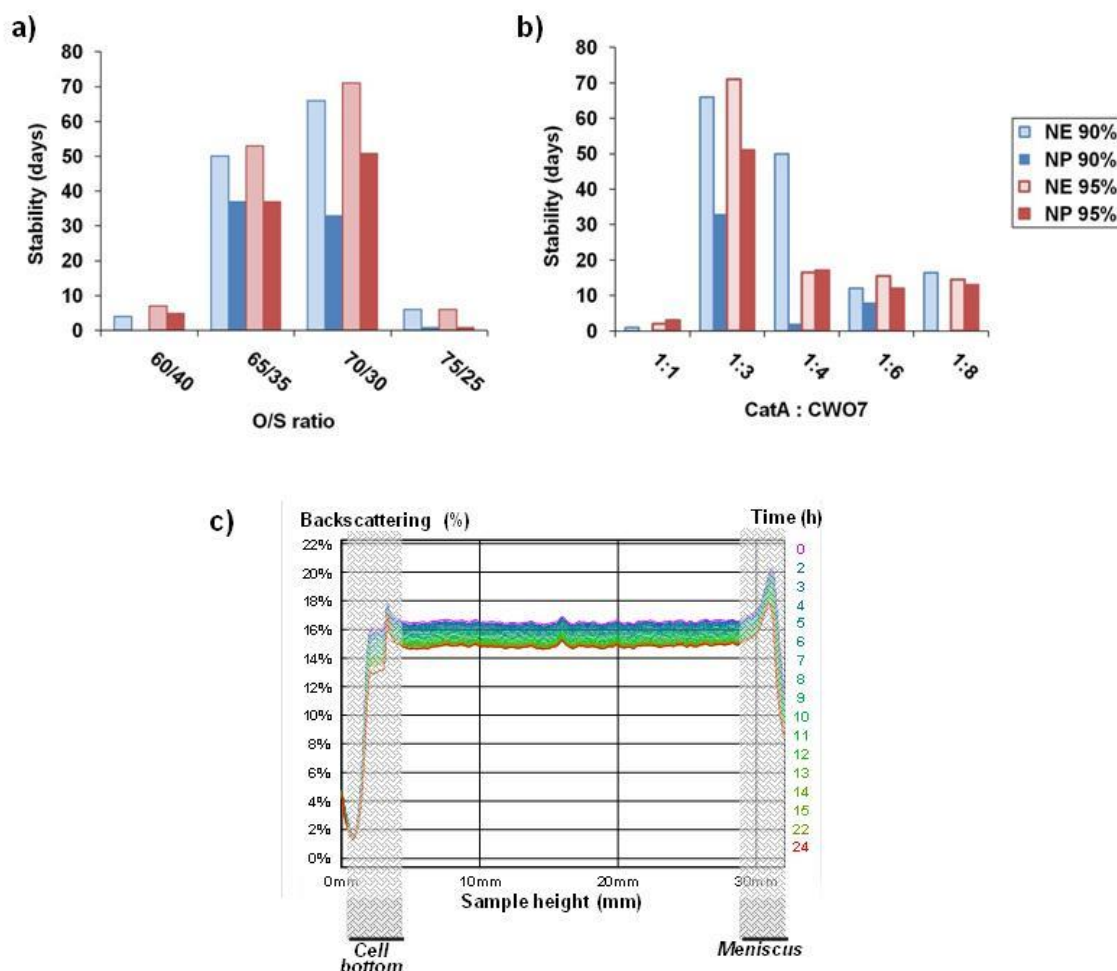 a)
80
70
60
50
40
30
20
10
0
Stability (days)
60/40
65/35
70/30
75/25
O/S ratio
b)
80
70
60
50
40
30
20
10
0
Stability (days)
1:1
1:3
1:4
1:6
1:8
CatA : CWO7
NE 90%
NP 90%
NE 95%
NP 95%
c)
Backscattering (%)
Time (h)
22%
20%
18%
16%
14%
12%
10%
8%
6%
4%
2%
0%
0
2
3
4
5
6
7
8
9
10
11
12
13
14
15
22
24
0mm
10mm
20mm
30mm
Sample height (mm)
Cell
bottom
Meniscus